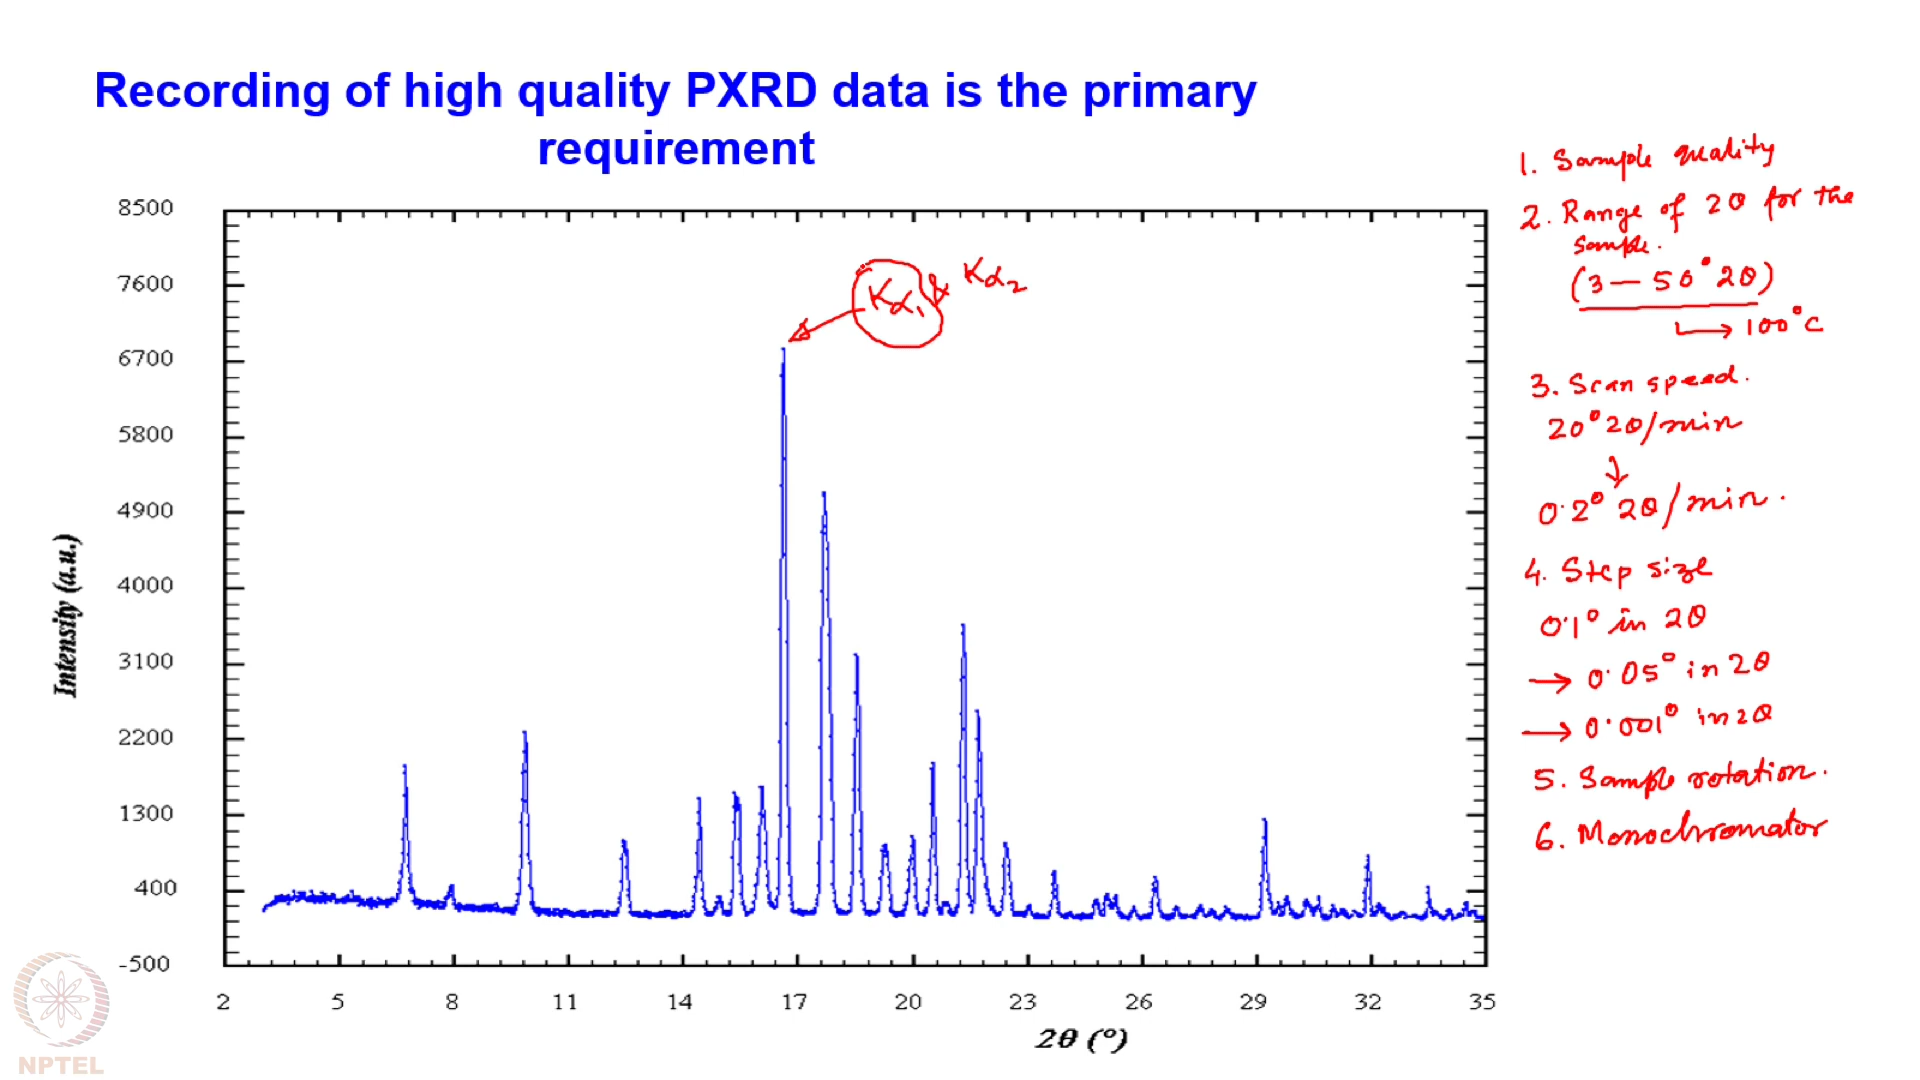 Recording of high quality PXRD data is the primary
requirement
1. Sample quality
2. Range of 2θ for the
sample.
(3 — 50° 2θ)
↳ 100°C
3. Scan speed.
20° 2θ/min
↓
0.2° 2θ/min.
4. Step size
0.1° in 2θ
→ 0.05° in 2θ
→ 0.001° in 2θ
5. Sample rotation.
6. Monochromator
Kα₁ & Kα₂
Intensity (a.u.)
8500
7600
6700
5800
4900
4000
3100
2200
1300
400
-500
2 5 8 11 14 17 20 23 26 29 32 35
2θ (°)
NPTEL